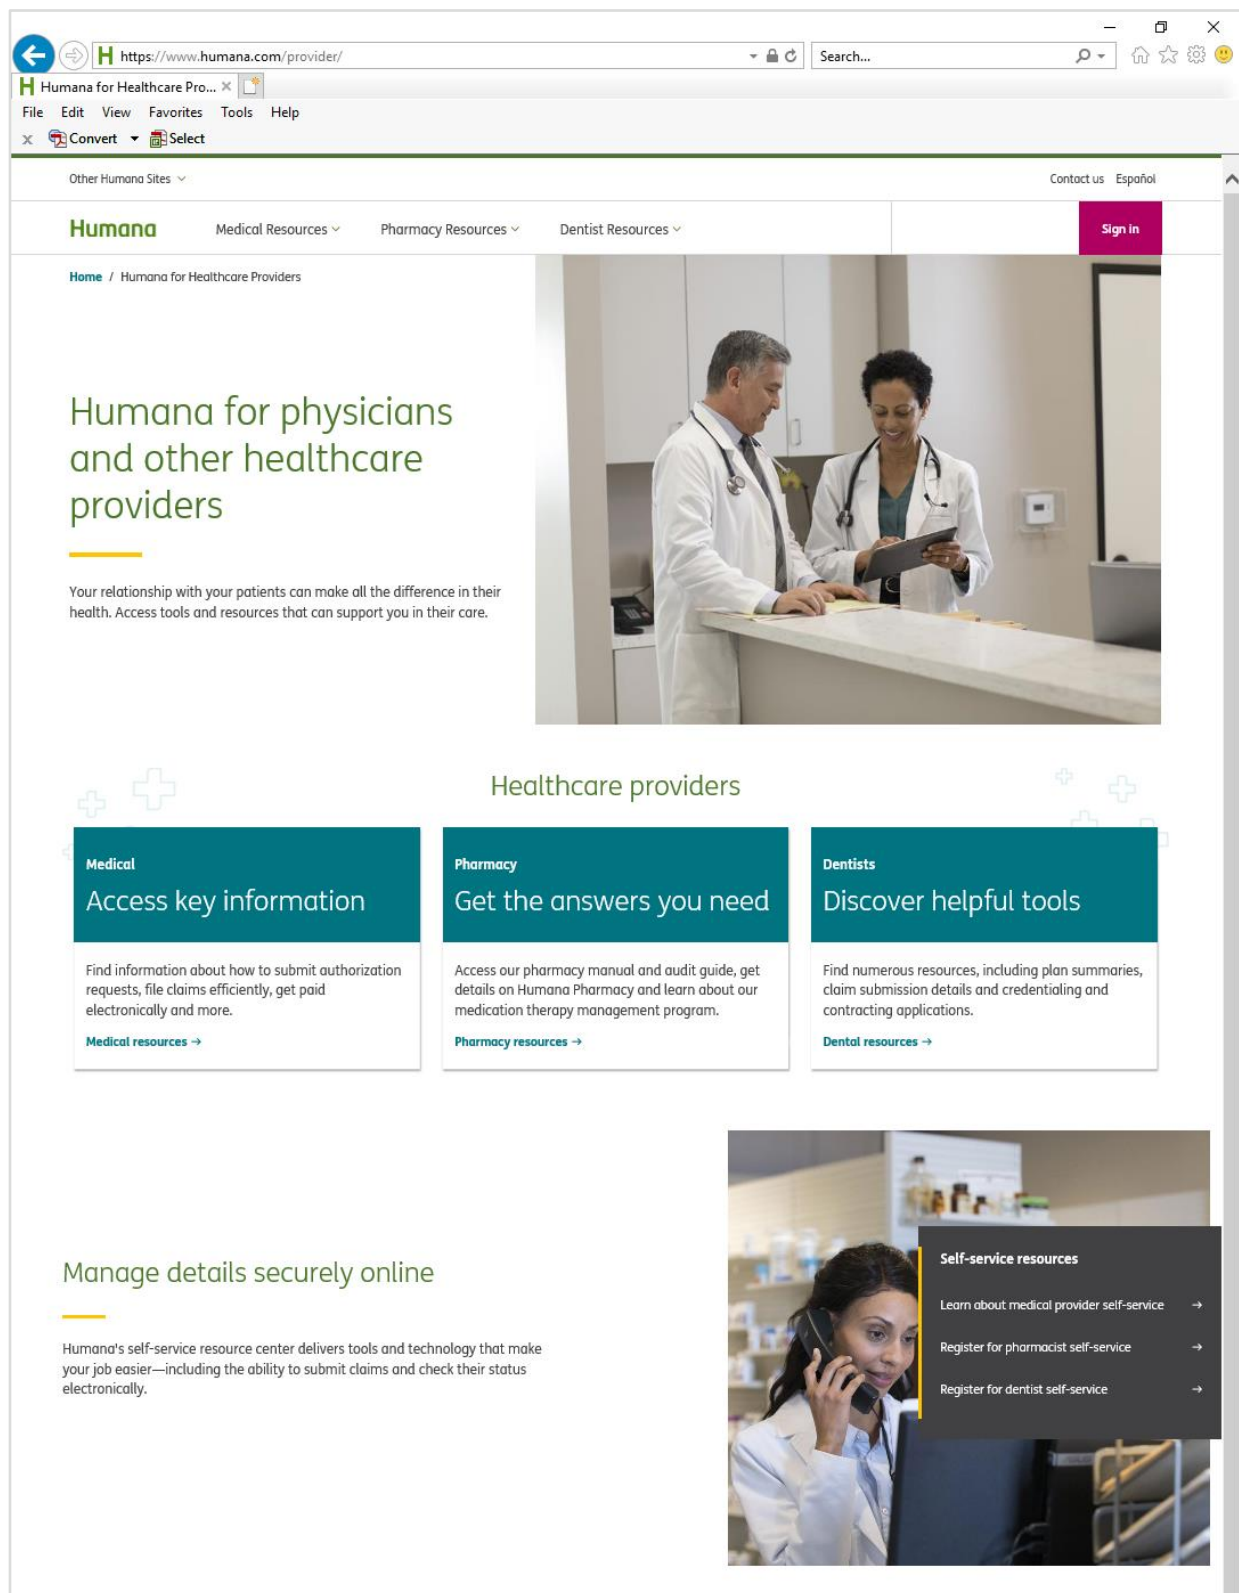 https://www.humana.com/provider/
Search...
Humana for Healthcare Pro...
File Edit View Favorites Tools Help
x Convert Select
Other Humana Sites
Contact us Español
Humana
Medical Resources
Pharmacy Resources
Dentist Resources
Sign in
Home / Humana for Healthcare Providers
Humana for physicians
and other healthcare
providers
Your relationship with your patients can make all the difference in their
health. Access tools and resources that can support you in their care.
Healthcare providers
Medical
Access key information
Find information about how to submit authorization
requests, file claims efficiently, get paid
electronically and more.
Medical resources →
Pharmacy
Get the answers you need
Access our pharmacy manual and audit guide, get
details on Humana Pharmacy and learn about our
medication therapy management program.
Pharmacy resources →
Dentists
Discover helpful tools
Find numerous resources, including plan summaries,
claim submission details and credentialing and
contracting applications.
Dental resources →
Manage details securely online
Humana's self-service resource center delivers tools and technology that make
your job easier—including the ability to submit claims and check their status
electronically.
Self-service resources
Learn about medical provider self-service →
Register for pharmacist self-service →
Register for dentist self-service →